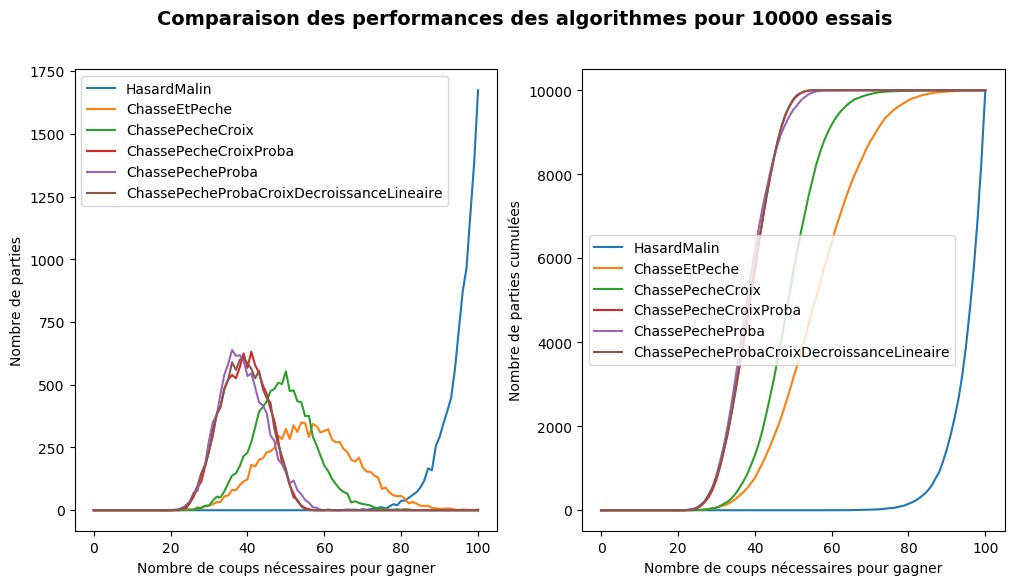 Comparaison des performances des algorithmes pour 10000 essais
Nombre de parties
1750
1500
1250
1000
750
500
250
0
HasardMalin
ChasseEtPeche
ChassePecheCroix
ChassePecheCroixProba
ChassePecheProba
ChassePecheProbaCroixDecroissanceLineaire
0 20 40 60 80 100
Nombre de coups nécessaires pour gagner
Nombre de parties cumulées
10000
8000
6000
4000
2000
0
HasardMalin
ChasseEtPeche
ChassePecheCroix
ChassePecheCroixProba
ChassePecheProba
ChassePecheProbaCroixDecroissanceLineaire
0 20 40 60 80 100
Nombre de coups nécessaires pour gagner